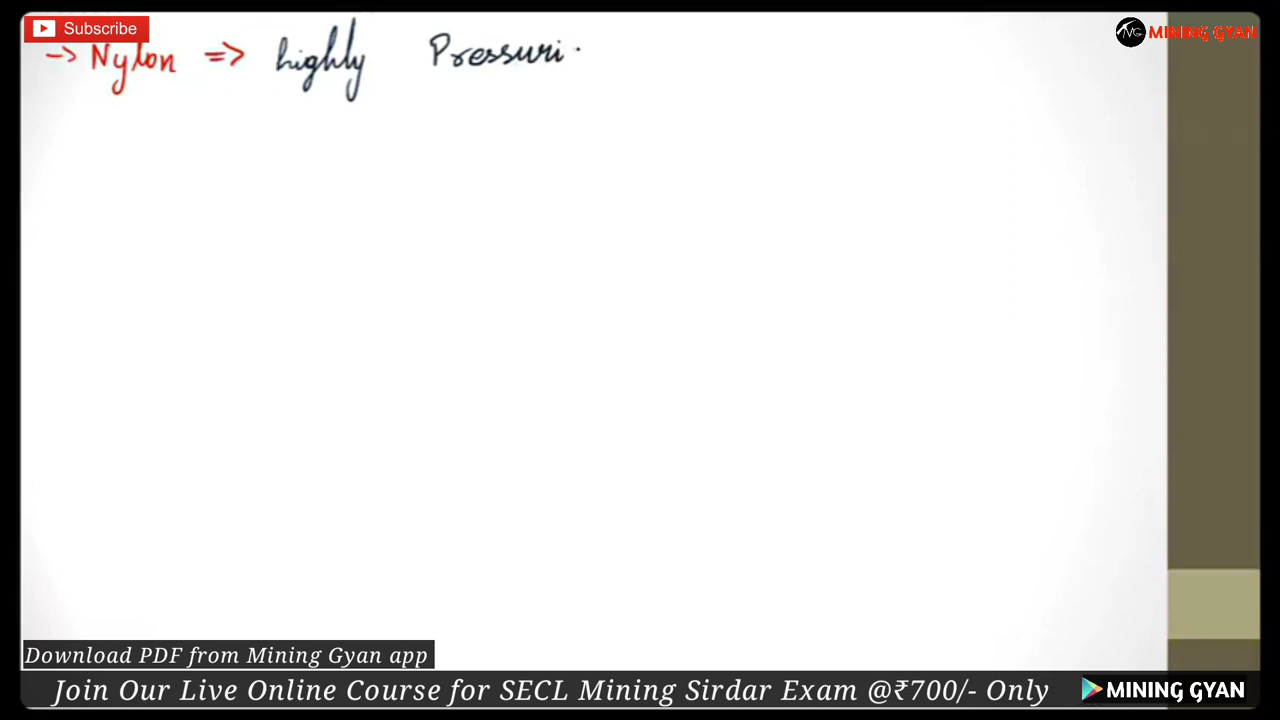 Subscribe
MINING GYAN
-> Nylon => highly Pressuri
Download PDF from Mining Gyan app
Join Our Live Online Course for SECL Mining Sirdar Exam @₹700/- Only
MINING GYAN